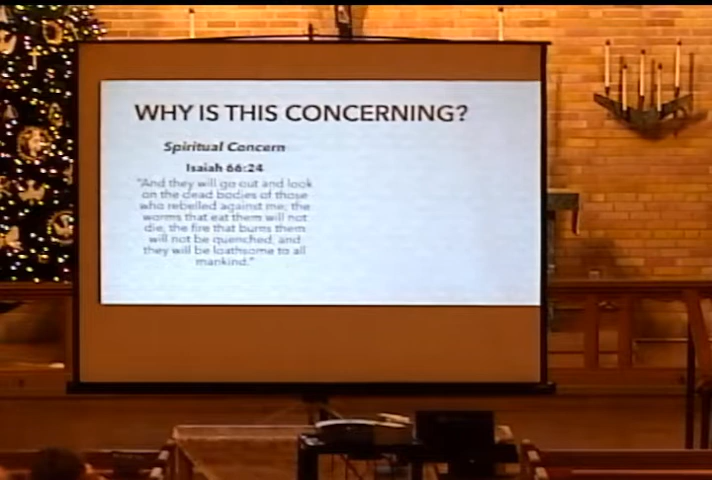 WHY IS THIS CONCERNING?
Spiritual Concern
Isaiah 66:24
"And they will go out and look
on the dead bodies of those
who rebelled against me; the
worms that eat them will not
die, the fire that burns them
will not be quenched, and
they will be loathsome to all
mankind."